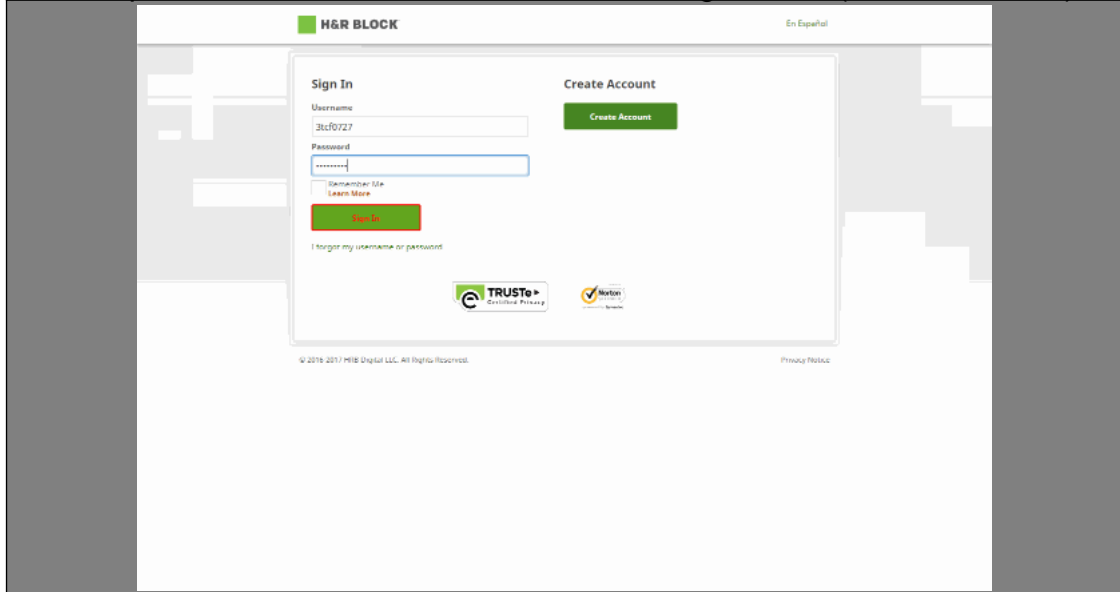 H&R BLOCK
En Español
Sign In
Create Account
Username
3tcf0727
Create Account
Password
---------
Remember Me
Learn More
Sign In
I forgot my username or password
TRUSTe
Certified Privacy
Norton
© 2016-2017 HRB Digital LLC. All Rights Reserved.
Privacy Notice